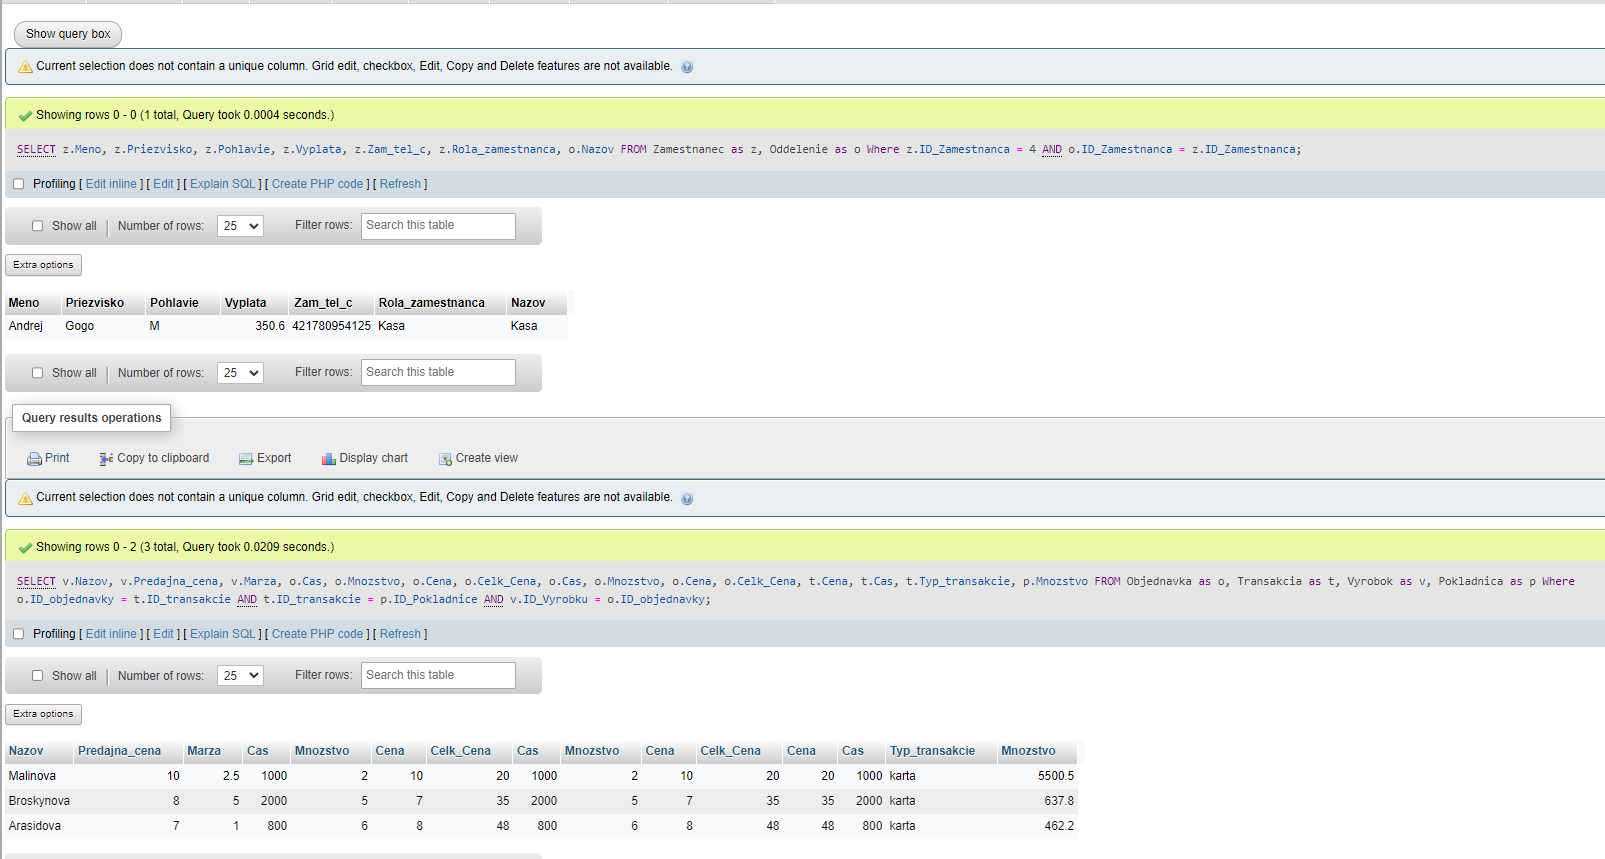 Show query box
Current selection does not contain a unique column. Grid edit, checkbox, Edit, Copy and Delete features are not available.
Showing rows 0 - 0 (1 total, Query took 0.0004 seconds.)
SELECT z.Meno, z.Priezvisko, z.Pohlavie, z.Vyplata, z.Zam_tel_c, z.Rola_zamestnanca, o.Nazov FROM Zamestnanec as z, Oddelenie as o Where z.ID_Zamestnanca = 4 AND o.ID_Zamestnanca = z.ID_Zamestnanca;
Profiling [ Edit inline ] [ Edit ] [ Explain SQL ] [ Create PHP code ] [ Refresh ]
Show all Number of rows: 25 Filter rows: Search this table
Extra options
Meno Priezvisko Pohlavie Vyplata Zam_tel_c Rola_zamestnanca Nazov
Andrej Gogo M 350.6 421780954125 Kasa Kasa
Show all Number of rows: 25 Filter rows: Search this table
Query results operations
Print Copy to clipboard Export Display chart Create view
Current selection does not contain a unique column. Grid edit, checkbox, Edit, Copy and Delete features are not available.
Showing rows 0 - 2 (3 total, Query took 0.0209 seconds.)
SELECT v.Nazov, v.Predajna_cena, v.Marza, o.Cas, o.Mnozstvo, o.Cena, o.Celk_Cena, o.Cas, o.Mnozstvo, o.Cena, o.Celk_Cena, t.Cena, t.Cas, t.Typ_transakcie, p.Mnozstvo FROM Objednavka as o, Transakcia as t, Vyrobok as v, Pokladnica as p Where
o.ID_objednavky = t.ID_transakcie AND t.ID_transakcie = p.ID_Pokladnice AND v.ID_Vyrobku = o.ID_objednavky;
Profiling [ Edit inline ] [ Edit ] [ Explain SQL ] [ Create PHP code ] [ Refresh ]
Show all Number of rows: 25 Filter rows: Search this table
Extra options
Nazov Predajna_cena Marza Cas Mnozstvo Cena Celk_Cena Cas Mnozstvo Cena Celk_Cena Cena Cas Typ_transakcie Mnozstvo
Malinova 10 2.5 1000 2 10 20 1000 2 10 20 20 1000 karta 5500.5
Broskynova 8 5 2000 5 7 35 2000 5 7 35 35 2000 karta 637.8
Arasidova 7 1 800 6 8 48 800 6 8 48 48 800 karta 462.2